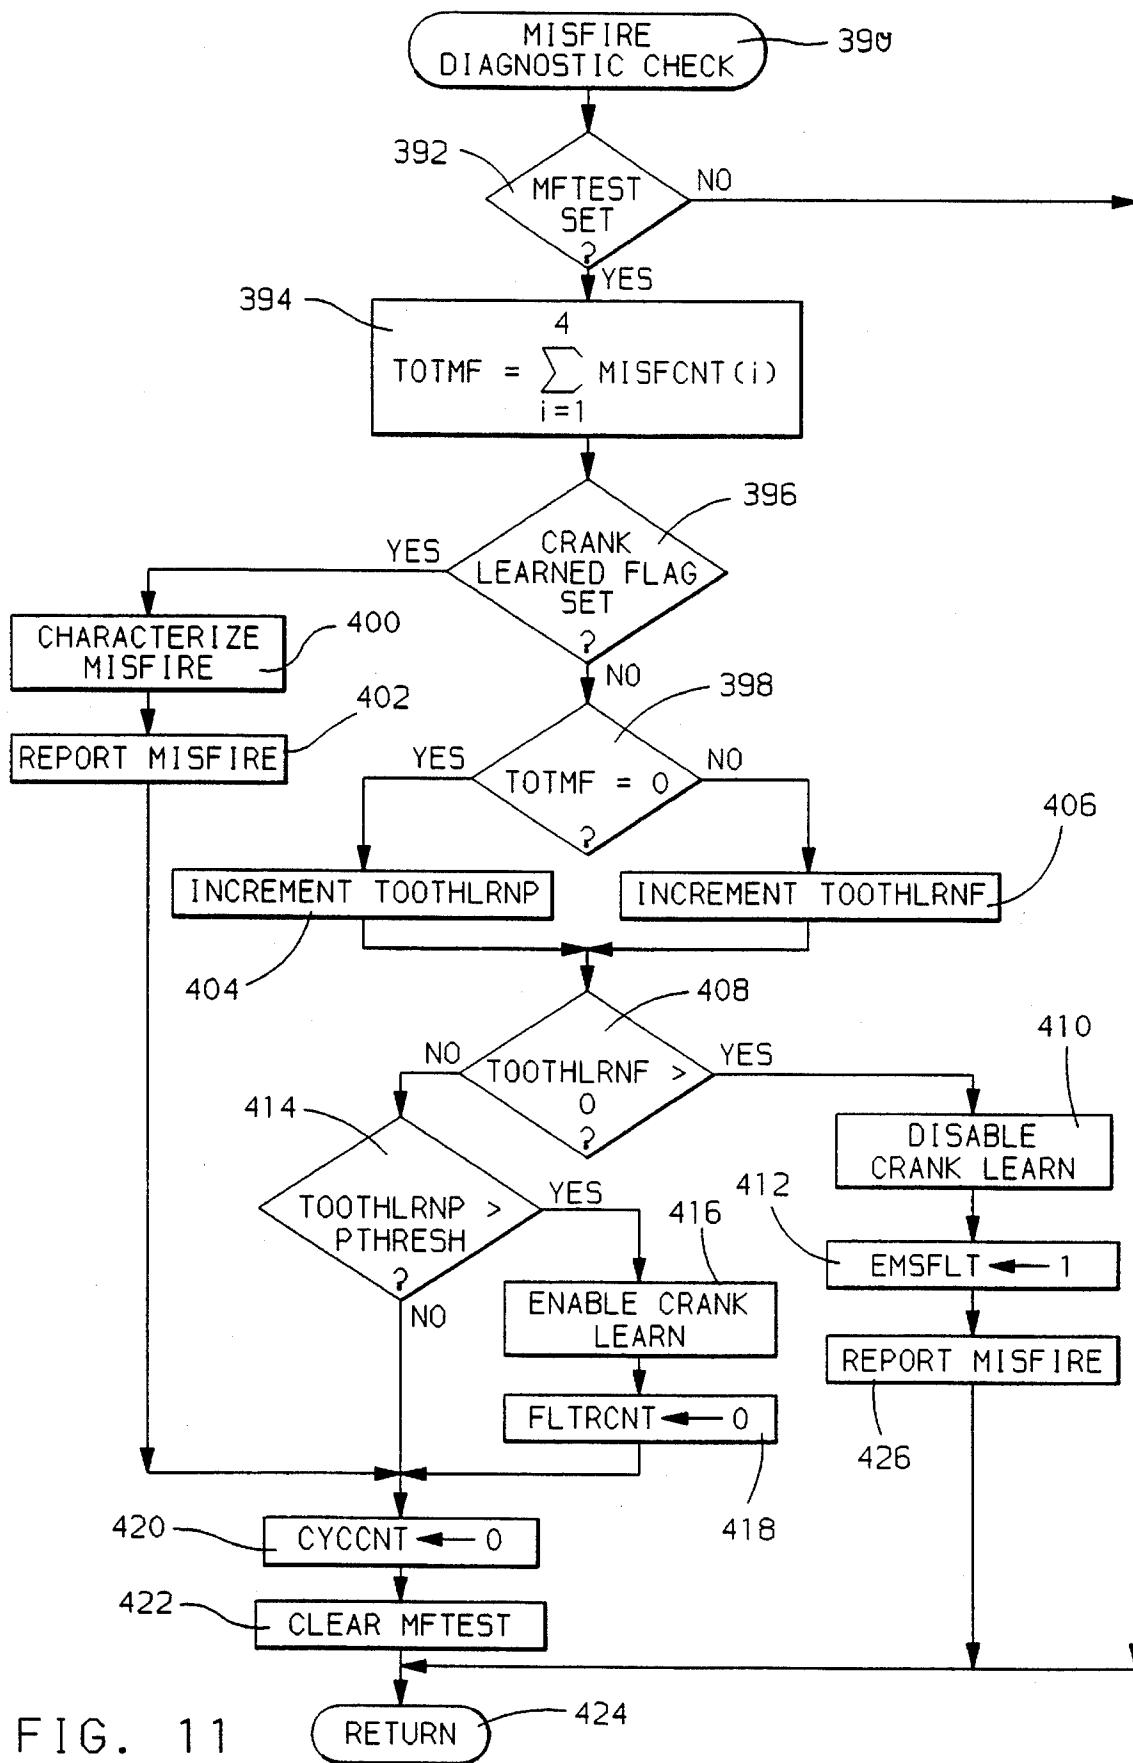 MISFIRE
DIAGNOSTIC CHECK
390
392
MFTEST
SET
?
NO
YES
394
4
TOTMF = ∑ MISFCNT(i)
i=1
396
CRANK
LEARNED FLAG
SET
?
YES
NO
CHARACTERIZE
MISFIRE
400
398
402
REPORT MISFIRE
YES
TOTMF = 0
?
NO
406
INCREMENT TOOTHLRNP
INCREMENT TOOTHLRNF
404
408
NO
TOOTHLRNF >
0
?
YES
410
414
DISABLE
CRANK LEARN
TOOTHLRNP >
PTHRESH
?
YES
NO
412
416
EMSFLT ← 1
ENABLE CRANK
LEARN
REPORT MISFIRE
FLTRCNT ← 0
426
418
420
CYCCNT ← 0
422
CLEAR MFTEST
RETURN
424
FIG. 11